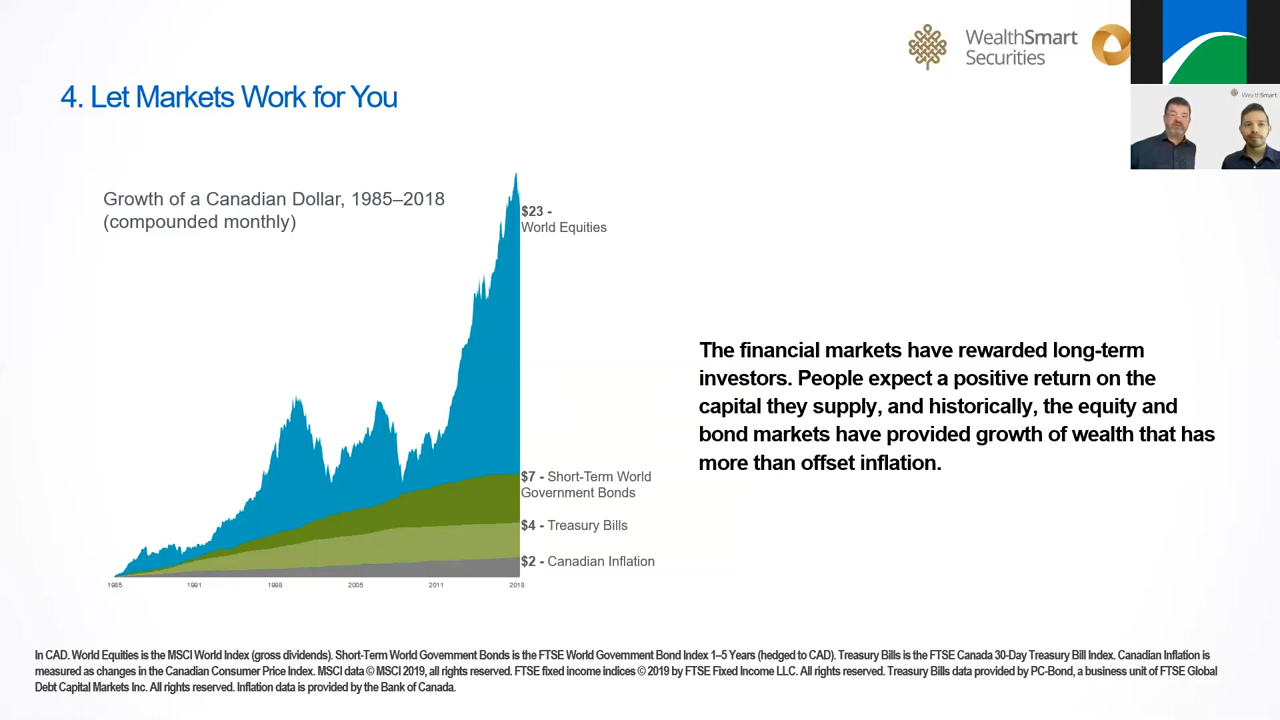 WealthSmart
Securities
WealthSmart
4. Let Markets Work for You
Growth of a Canadian Dollar, 1985–2018
(compounded monthly)
$23 -
World Equities
The financial markets have rewarded long-term
investors. People expect a positive return on the
capital they supply, and historically, the equity and
bond markets have provided growth of wealth that has
more than offset inflation.
$7 - Short-Term World
Government Bonds
$4 - Treasury Bills
$2 - Canadian Inflation
1985 1991 1998 2005 2011 2018
In CAD. World Equities is the MSCI World Index (gross dividends). Short-Term World Government Bonds is the FTSE World Government Bond Index 1–5 Years (hedged to CAD). Treasury Bills is the FTSE Canada 30-Day Treasury Bill Index. Canadian Inflation is
measured as changes in the Canadian Consumer Price Index. MSCI data © MSCI 2019, all rights reserved. FTSE fixed income indices © 2019 by FTSE Fixed Income LLC. All rights reserved. Treasury Bills data provided by PC-Bond, a business unit of FTSE Global
Debt Capital Markets Inc. All rights reserved. Inflation data is provided by the Bank of Canada.